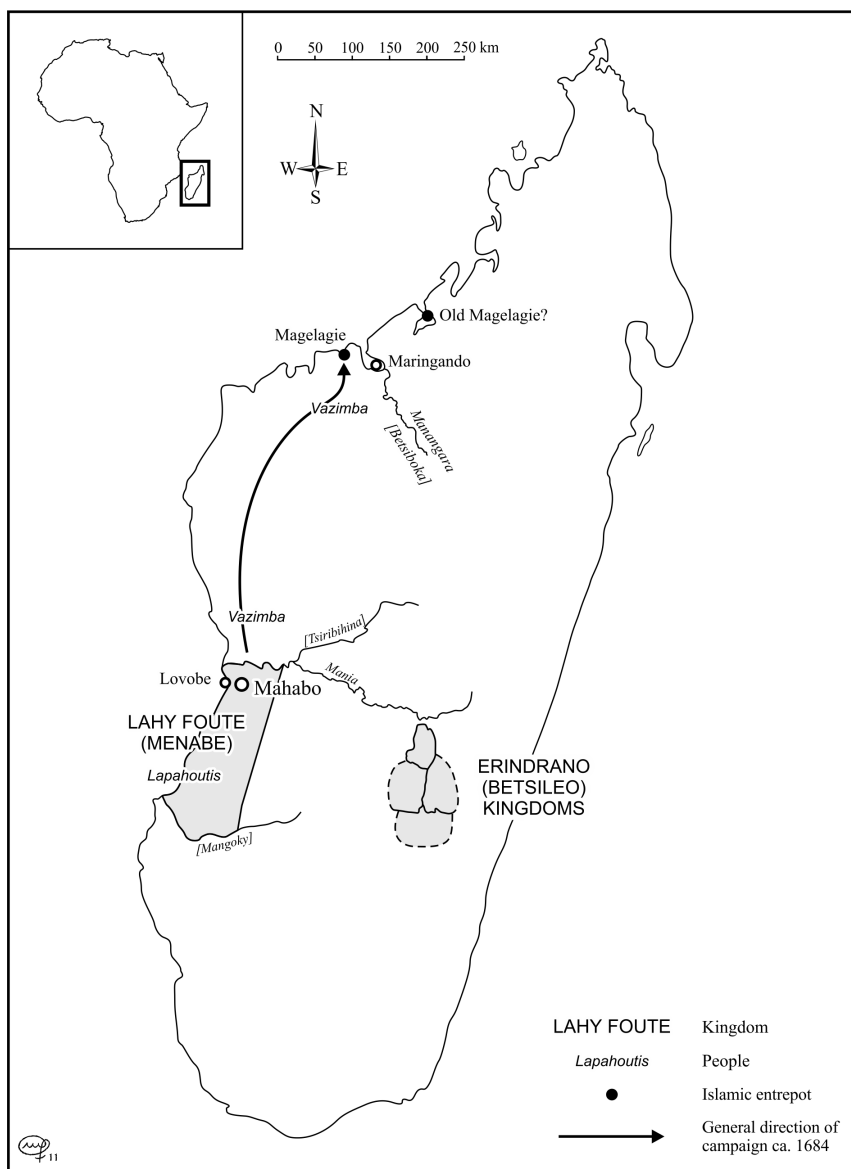 0 50 100 150 200 250 km
N
W E
S
Old Magelagie?
Magelagie
Maringando
Vazimba
Manangara
[Betsiboka]
Vazimba
[Tsiribihina]
Lovobe
Mahabo
Mania
LAHY FOUTE
(MENABE)
ERINDRANO
(BETSILEO)
KINGDOMS
Lapahoutis
[Mangoky]
LAHY FOUTE Kingdom
Lapahoutis People
Islamic entrepot
General direction of
campaign ca. 1684
11